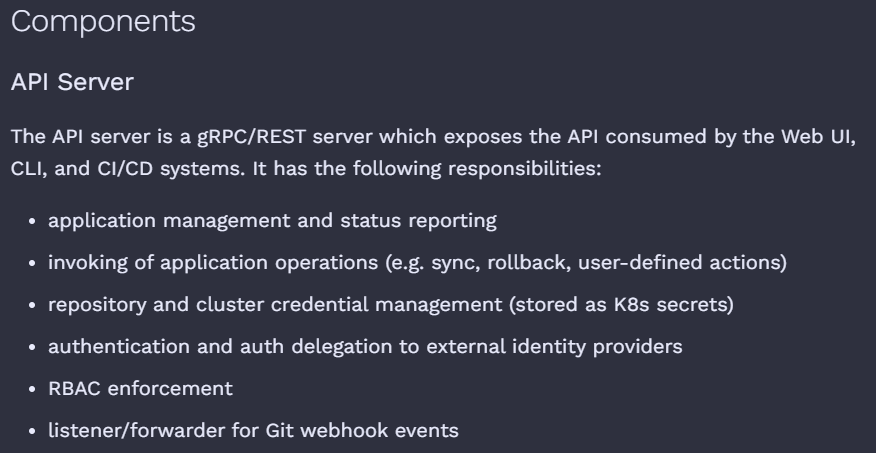 Components
API Server
The API server is a gRPC/REST server which exposes the API consumed by the Web UI,
CLI, and CI/CD systems. It has the following responsibilities:
• application management and status reporting
• invoking of application operations (e.g. sync, rollback, user-defined actions)
• repository and cluster credential management (stored as K8s secrets)
• authentication and auth delegation to external identity providers
• RBAC enforcement
• listener/forwarder for Git webhook events